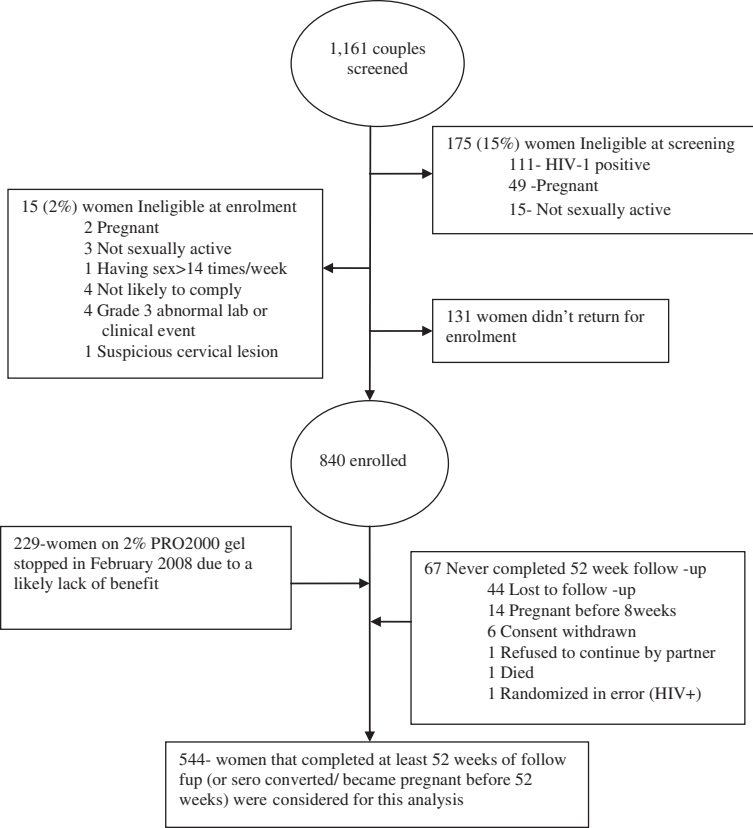 1,161 couples
screened
175 (15%) women Ineligible at screening
111- HIV-1 positive
49 -Pregnant
15- Not sexually active
15 (2%) women Ineligible at enrolment
2 Pregnant
3 Not sexually active
1 Having sex>14 times/week
4 Not likely to comply
4 Grade 3 abnormal lab or
clinical event
1 Suspicious cervical lesion
131 women didn’t return for
enrolment
840 enrolled
229-women on 2% PRO2000 gel
stopped in February 2008 due to a
likely lack of benefit
67 Never completed 52 week follow -up
44 Lost to follow -up
14 Pregnant before 8weeks
6 Consent withdrawn
1 Refused to continue by partner
1 Died
1 Randomized in error (HIV+)
544- women that completed at least 52 weeks of follow
fup (or sero converted/ became pregnant before 52
weeks) were considered for this analysis